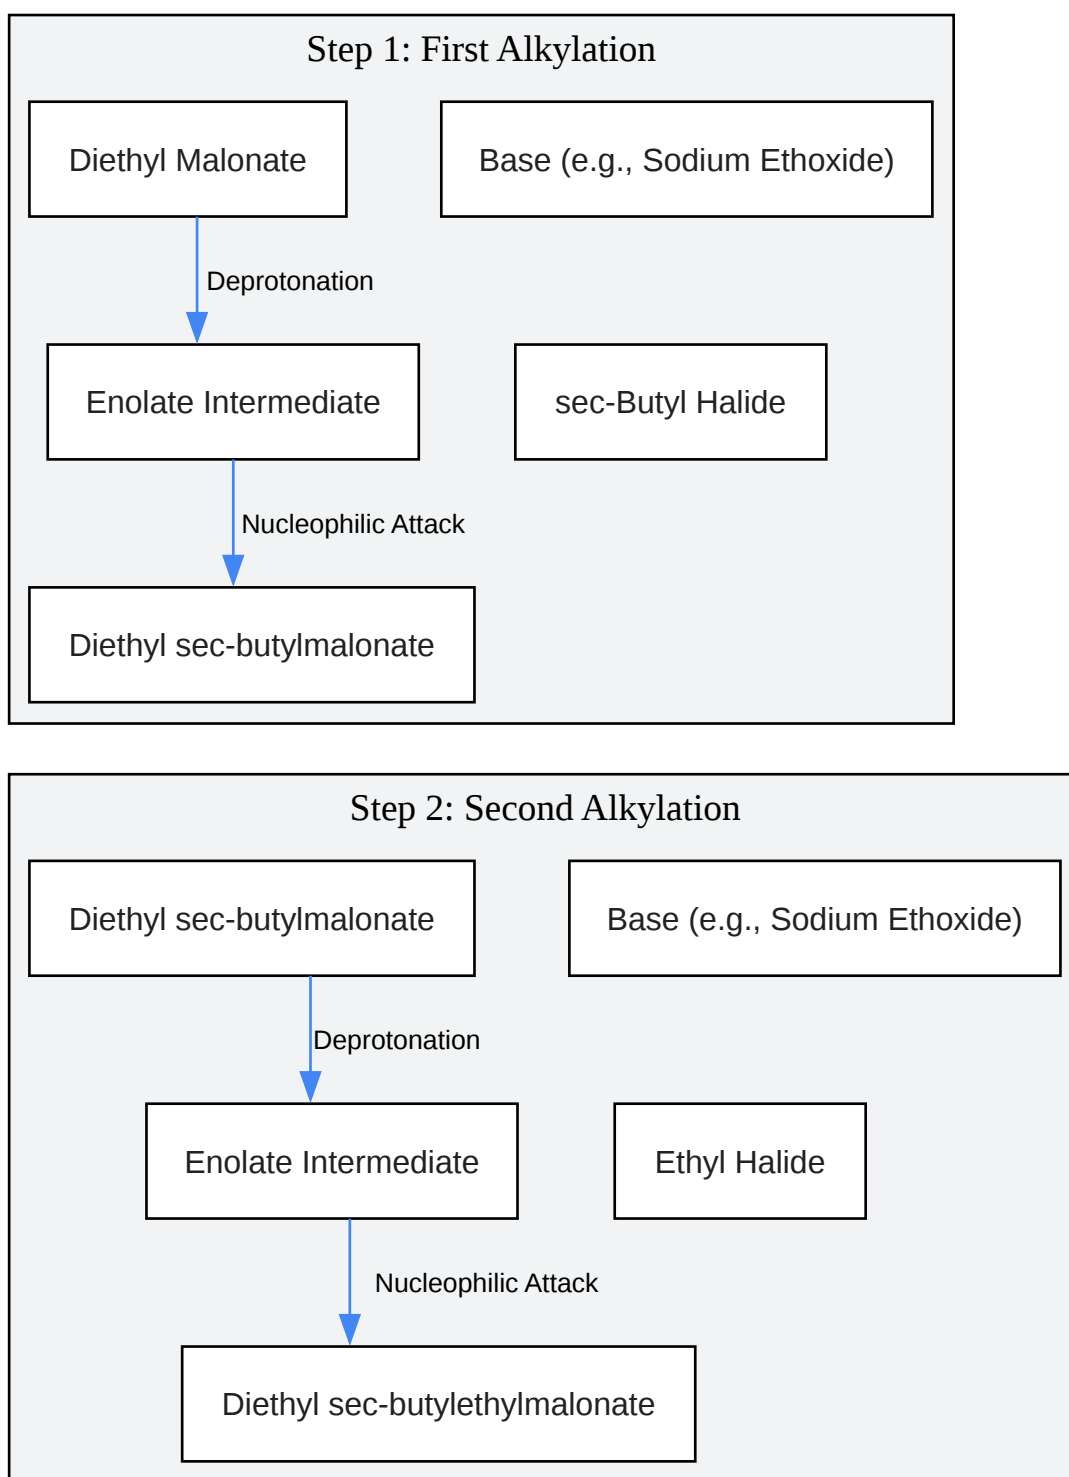 Step 1: First Alkylation
Diethyl Malonate
Base (e.g., Sodium Ethoxide)
Deprotonation
Enolate Intermediate
sec-Butyl Halide
Nucleophilic Attack
Diethyl sec-butylmalonate
Step 2: Second Alkylation
Diethyl sec-butylmalonate
Base (e.g., Sodium Ethoxide)
Deprotonation
Enolate Intermediate
Ethyl Halide
Nucleophilic Attack
Diethyl sec-butylethylmalonate